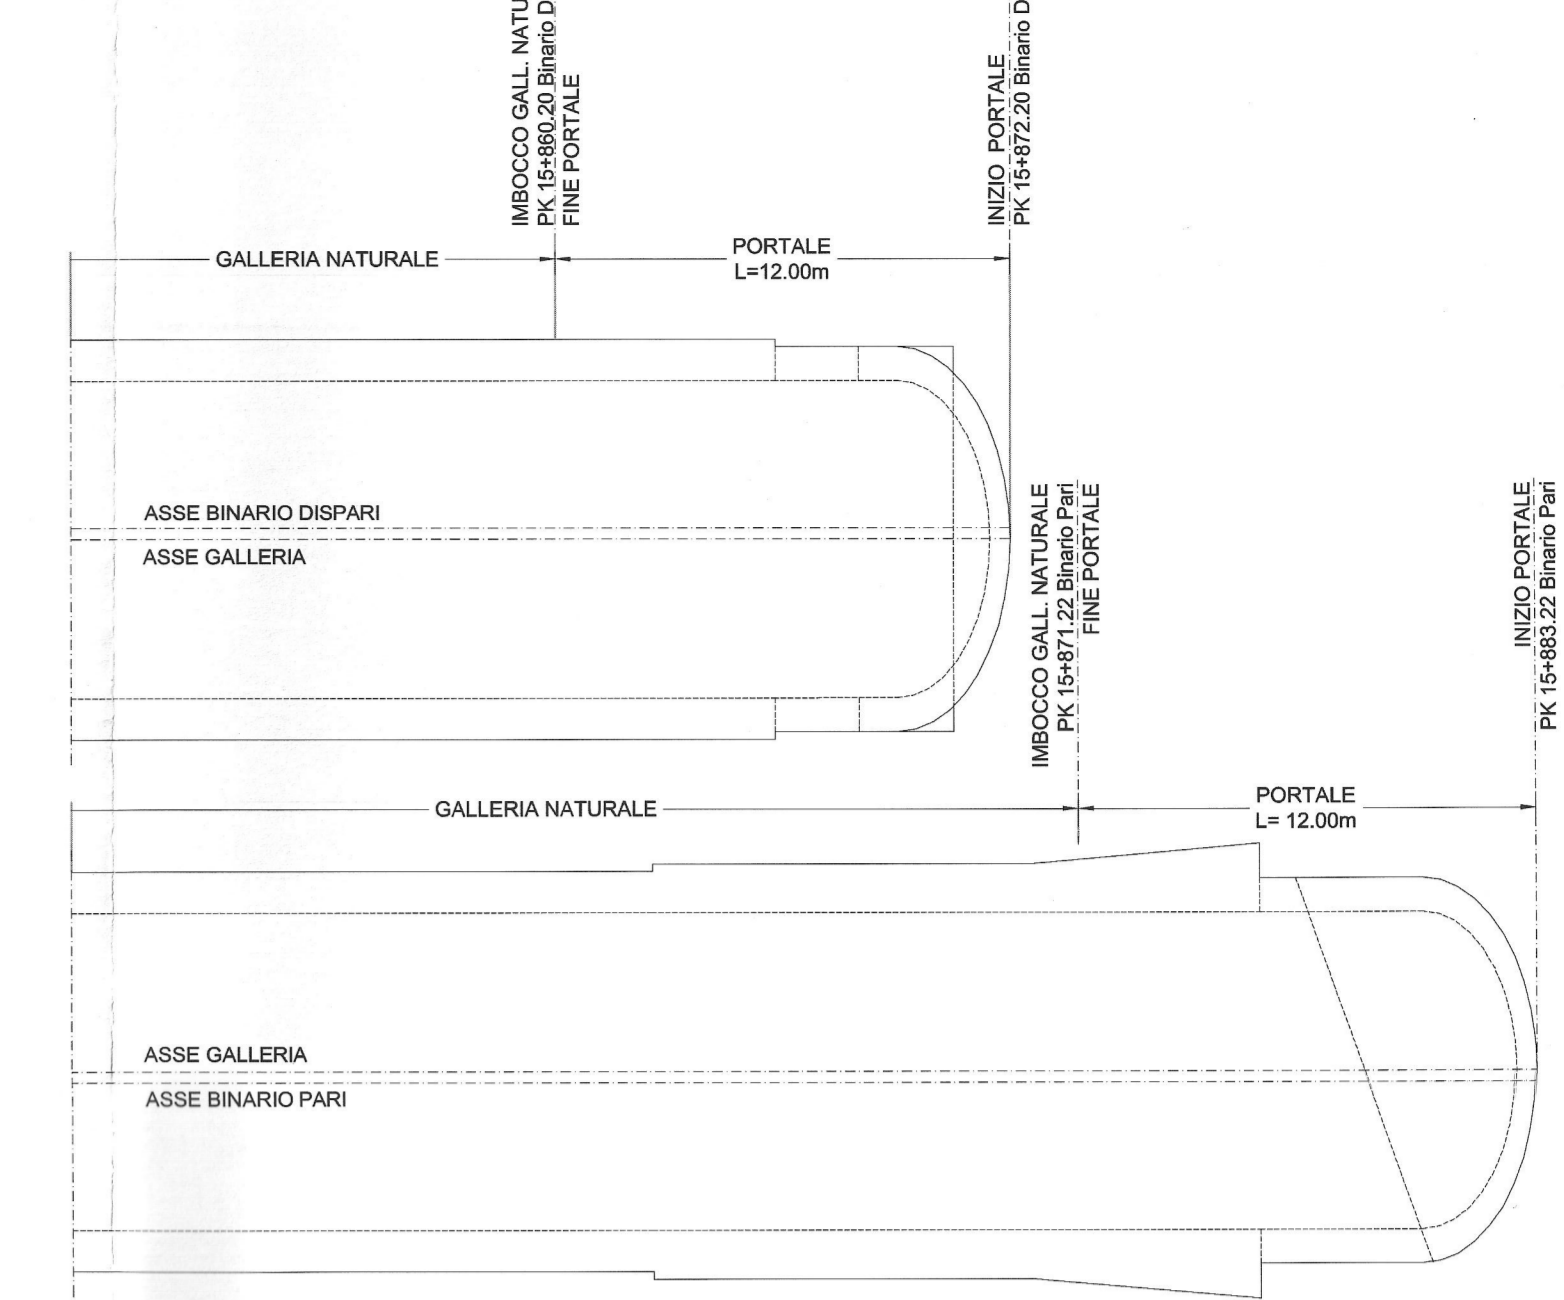 IMBOCCO GALL. NATU
PK 15+860.20 Binario D
FINE PORTALE
INIZIO PORTALE
PK 15+872.20 Binario D
GALLERIA NATURALE
PORTALE
L=12.00m
ASSE BINARIO DISPARI
ASSE GALLERIA
IMBOCCO GALL. NATURALE
PK 15+871.22 Binario Pari
FINE PORTALE
INIZIO PORTALE
PK 15+883.22 Binario Pari
GALLERIA NATURALE
PORTALE
L= 12.00m
ASSE GALLERIA
ASSE BINARIO PARI